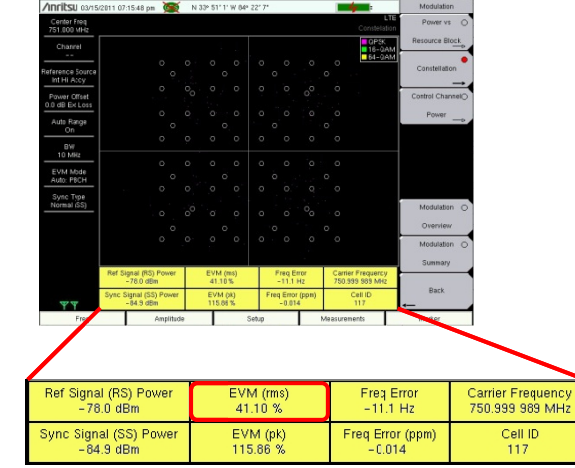 Anritsu 03/15/2011 07:15:48 pm
N 33° 51' 1" W 84° 22' 7"
Modulation
Center Freq
751.000 MHz
Channel
--
Reference Source
Int Hi Accy
Power Offset
0.0 dB Ext Loss
Auto Range
On
BW
10 MHz
EVM Mode
Auto: PBCH
Sync Type
Normal (SS)
LTE
Constellation
QPSK
16-QAM
64-QAM
Power vs
Resource Block
Constellation
Control Channel
Power
Modulation
Overview
Modulation
Summary
Back
Ref Signal (RS) Power
-78.0 dBm
EVM (rms)
41.10 %
Freq Error
-11.1 Hz
Carrier Frequency
750.999 989 MHz
Sync Signal (SS) Power
-84.9 dBm
EVM (pk)
115.86 %
Freq Error (ppm)
-0.014
Cell ID
117
Amplitude
Setup
Measurements
Ref Signal (RS) Power
-78.0 dBm
EVM (rms)
41.10 %
Freq Error
-11.1 Hz
Carrier Frequency
750.999 989 MHz
Sync Signal (SS) Power
-84.9 dBm
EVM (pk)
115.86 %
Freq Error (ppm)
-0.014
Cell ID
117